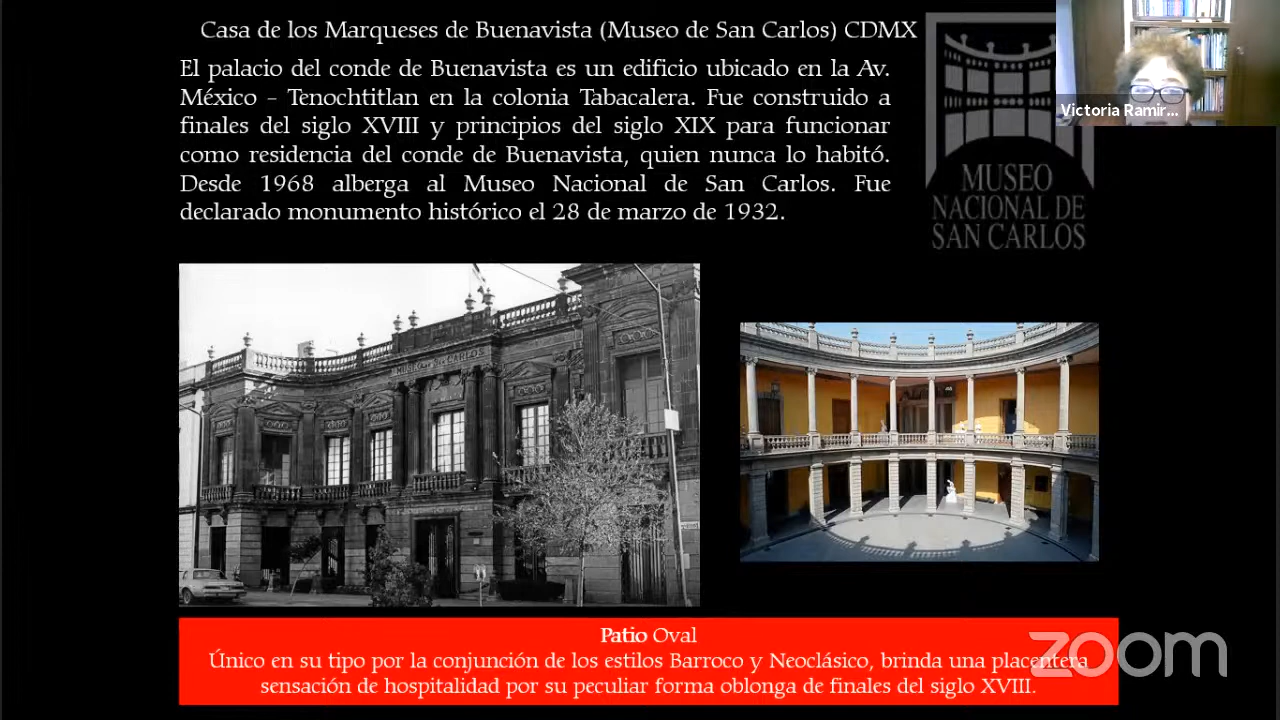 Casa de los Marqueses de Buenavista (Museo de San Carlos) CDMX
El palacio del conde de Buenavista es un edificio ubicado en la Av.
México – Tenochtitlan en la colonia Tabacalera. Fue construido a
finales del siglo XVIII y principios del siglo XIX para funcionar
como residencia del conde de Buenavista, quien nunca lo habitó.
Desde 1968 alberga al Museo Nacional de San Carlos. Fue
declarado monumento histórico el 28 de marzo de 1932.
MUSEO
NACIONAL DE
SAN CARLOS
Victoria Ramír...
Patio Oval
Único en su tipo por la conjunción de los estilos Barroco y Neoclásico, brinda una placentera
sensación de hospitalidad por su peculiar forma oblonga de finales del siglo XVIII.
zoom